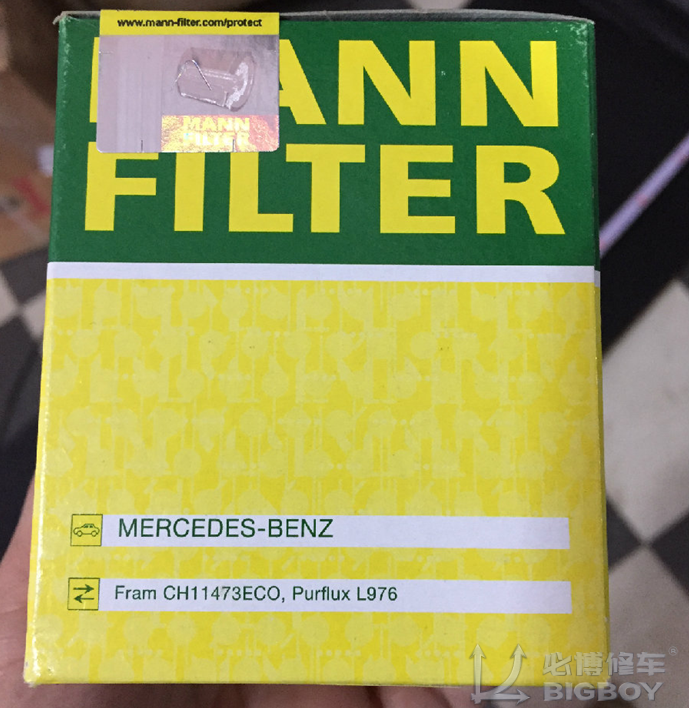 www.mann-filter.com/protect
MANN
FILTER
MANN
FILTER
MERCEDES-BENZ
Fram CH11473ECO, Purflux L976
必博修车®
BIGBOY